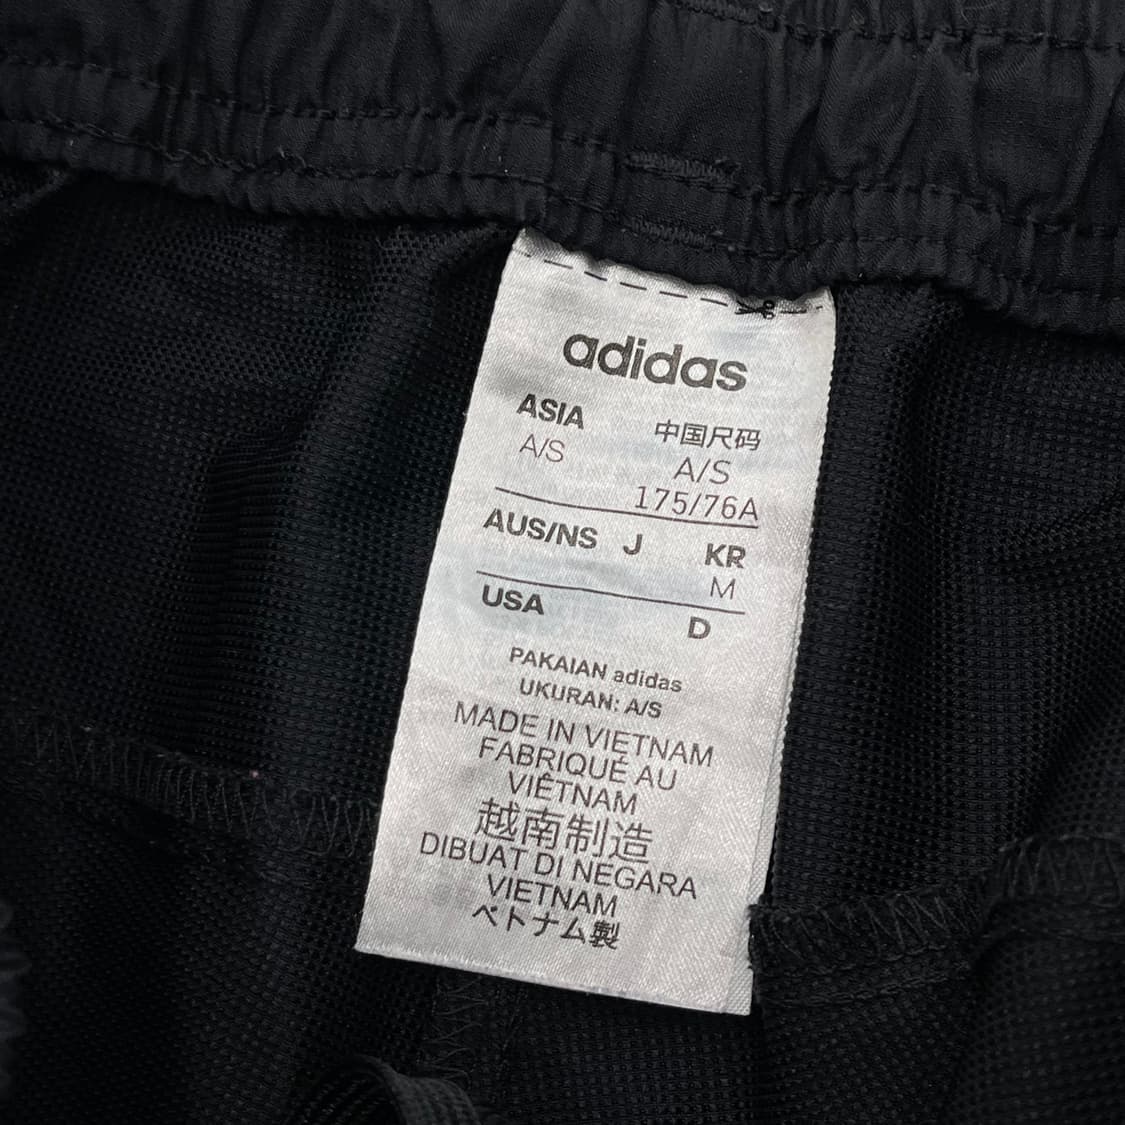 adidas
ASIA 中国尺码
A/S A/S
175/76A
AUS/NS J KR
M
USA D
PAKAIAN adidas
UKURAN: A/S
MADE IN VIETNAM
FABRIQUÉ AU
VIÊTNAM
越南制造
DIBUAT DI NEGARA
VIETNAM
ベトナム製